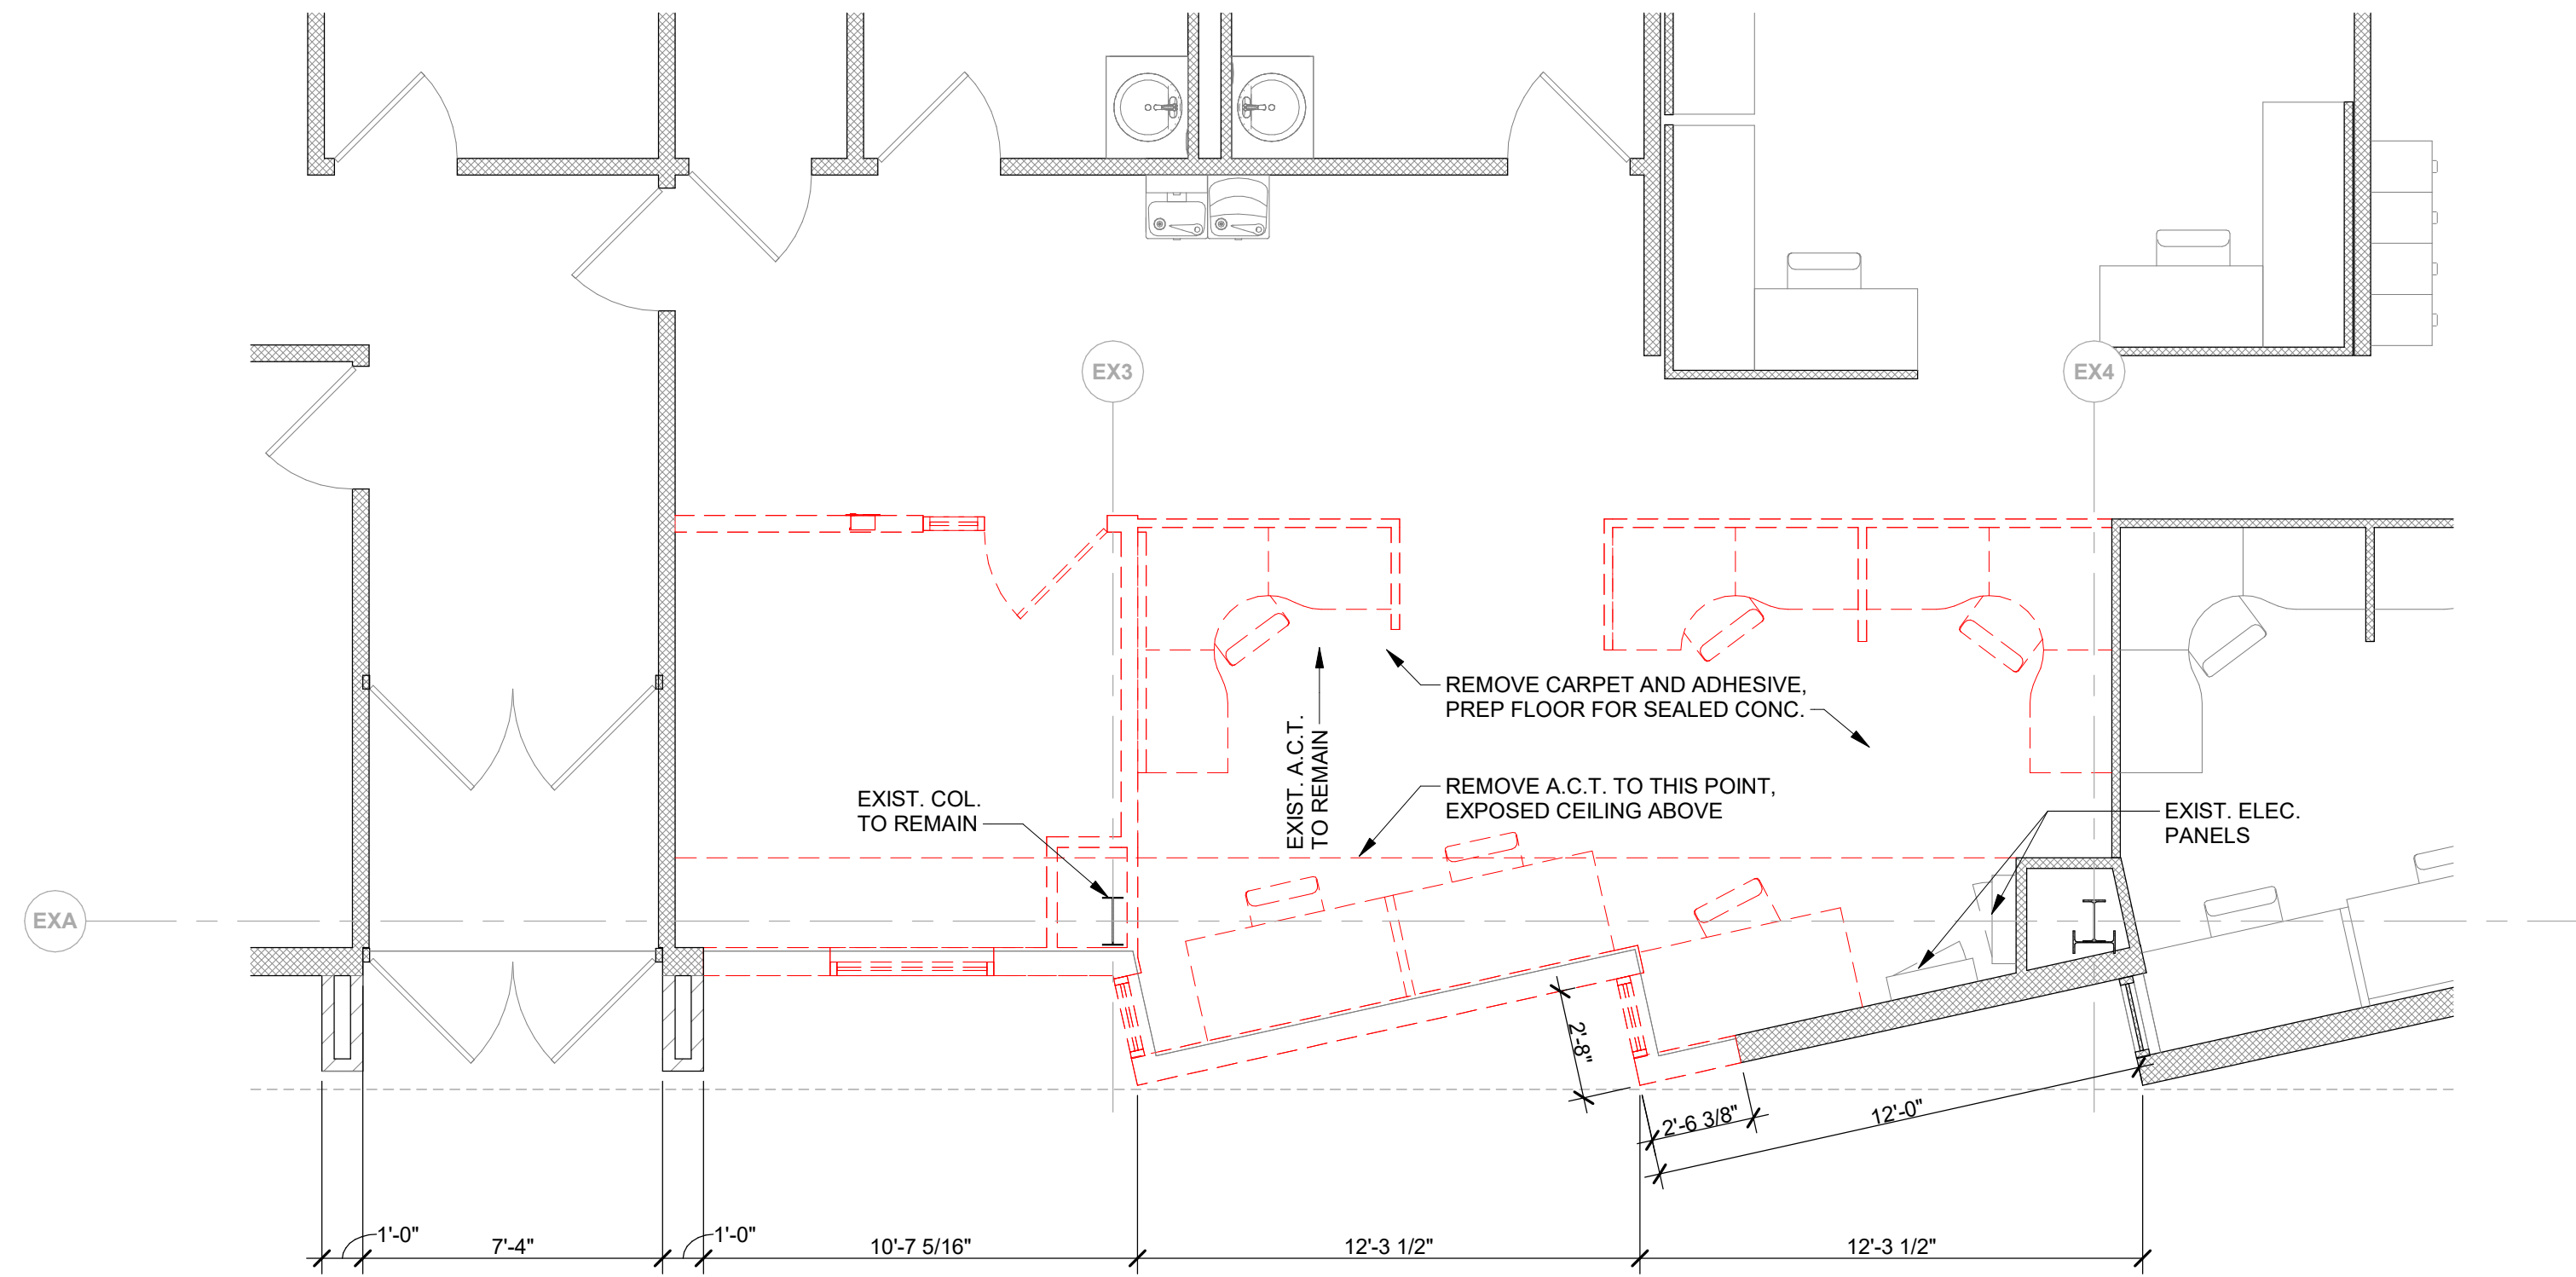 EX3
EX4
REMOVE CARPET AND ADHESIVE,
PREP FLOOR FOR SEALED CONC.
EXIST. A.C.T.
TO REMAIN
REMOVE A.C.T. TO THIS POINT,
EXPOSED CEILING ABOVE
EXIST. COL.
TO REMAIN
EXIST. ELEC.
PANELS
EXA
2'-8"
2'-6 3/8"
12'-0"
1'-0"
7'-4"
1'-0"
10'-7 5/16"
12'-3 1/2"
12'-3 1/2"